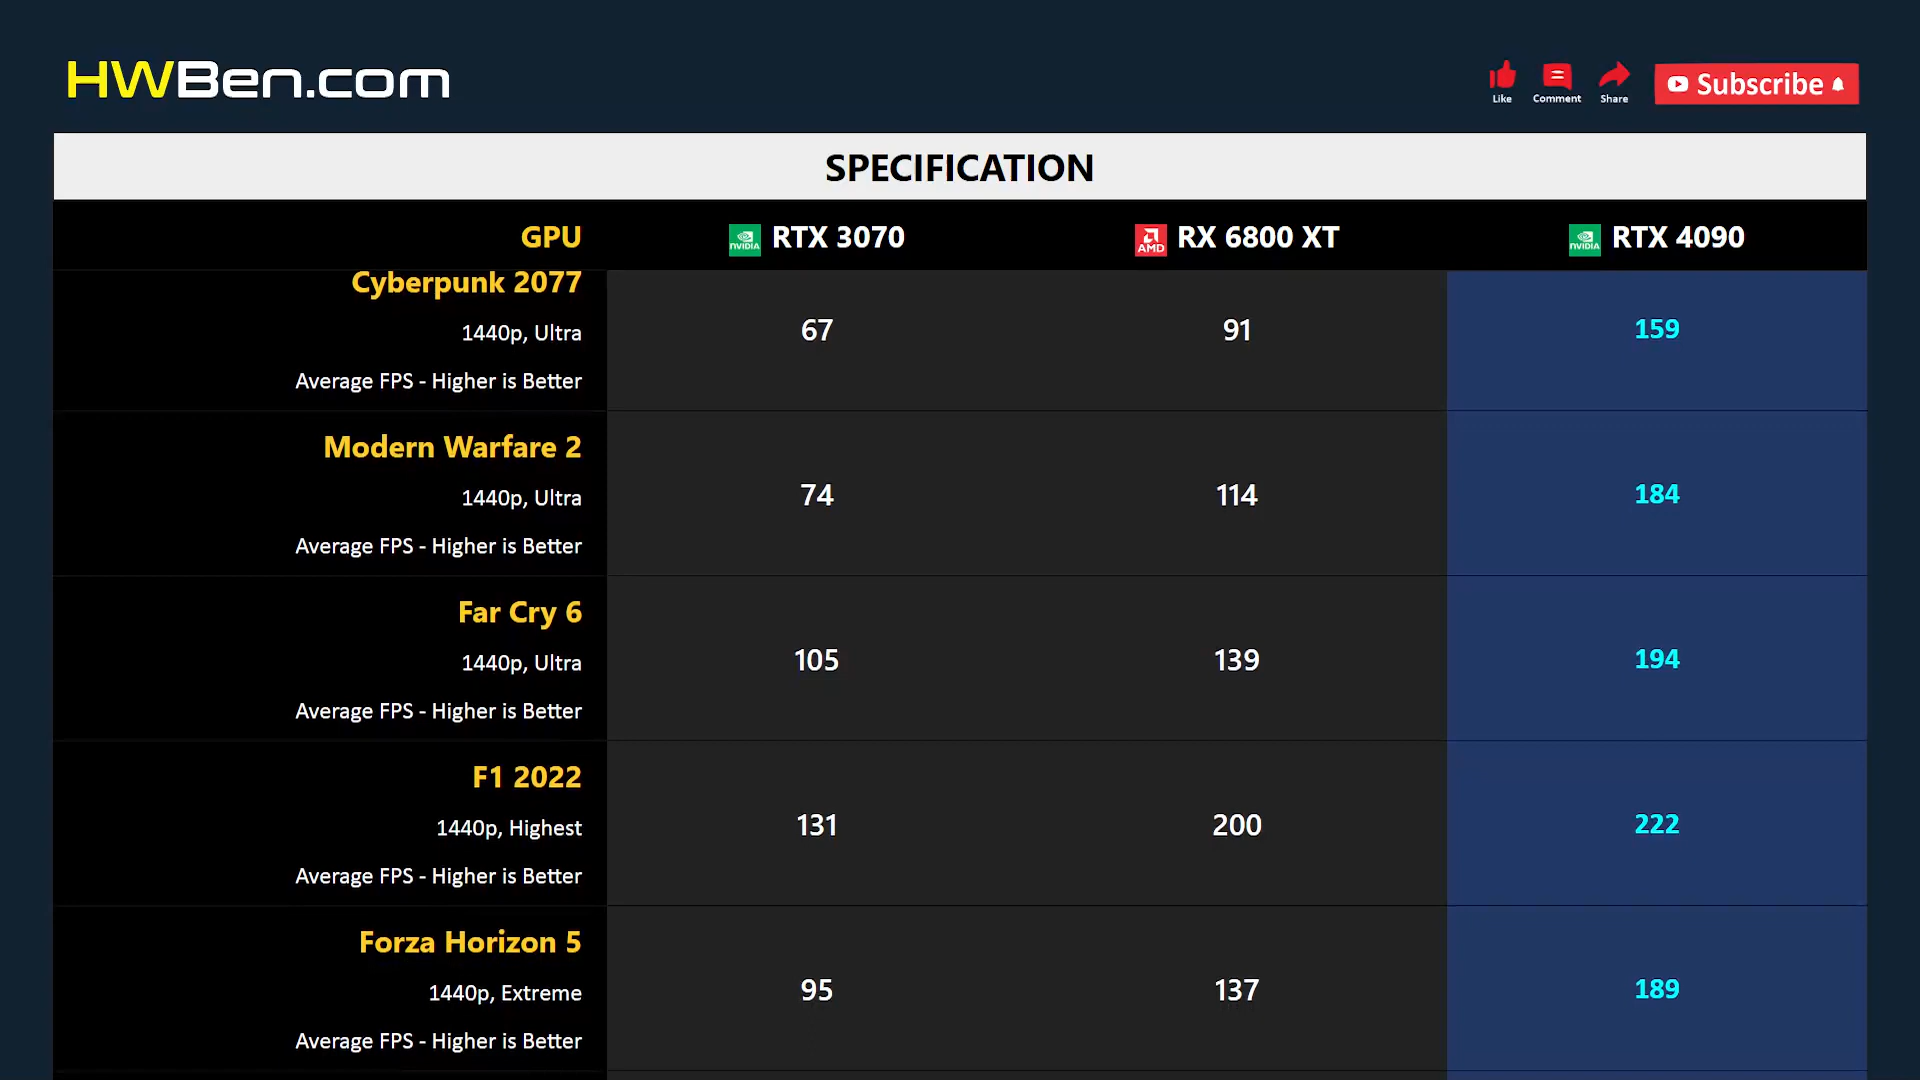 HWBen.com
Like
Comment
Share
Subscribe
SPECIFICATION
GPU
NVIDIA RTX 3070
AMD RX 6800 XT
NVIDIA RTX 4090
Cyberpunk 2077
1440p, Ultra
Average FPS - Higher is Better
67
91
159
Modern Warfare 2
1440p, Ultra
Average FPS - Higher is Better
74
114
184
Far Cry 6
1440p, Ultra
Average FPS - Higher is Better
105
139
194
F1 2022
1440p, Highest
Average FPS - Higher is Better
131
200
222
Forza Horizon 5
1440p, Extreme
Average FPS - Higher is Better
95
137
189